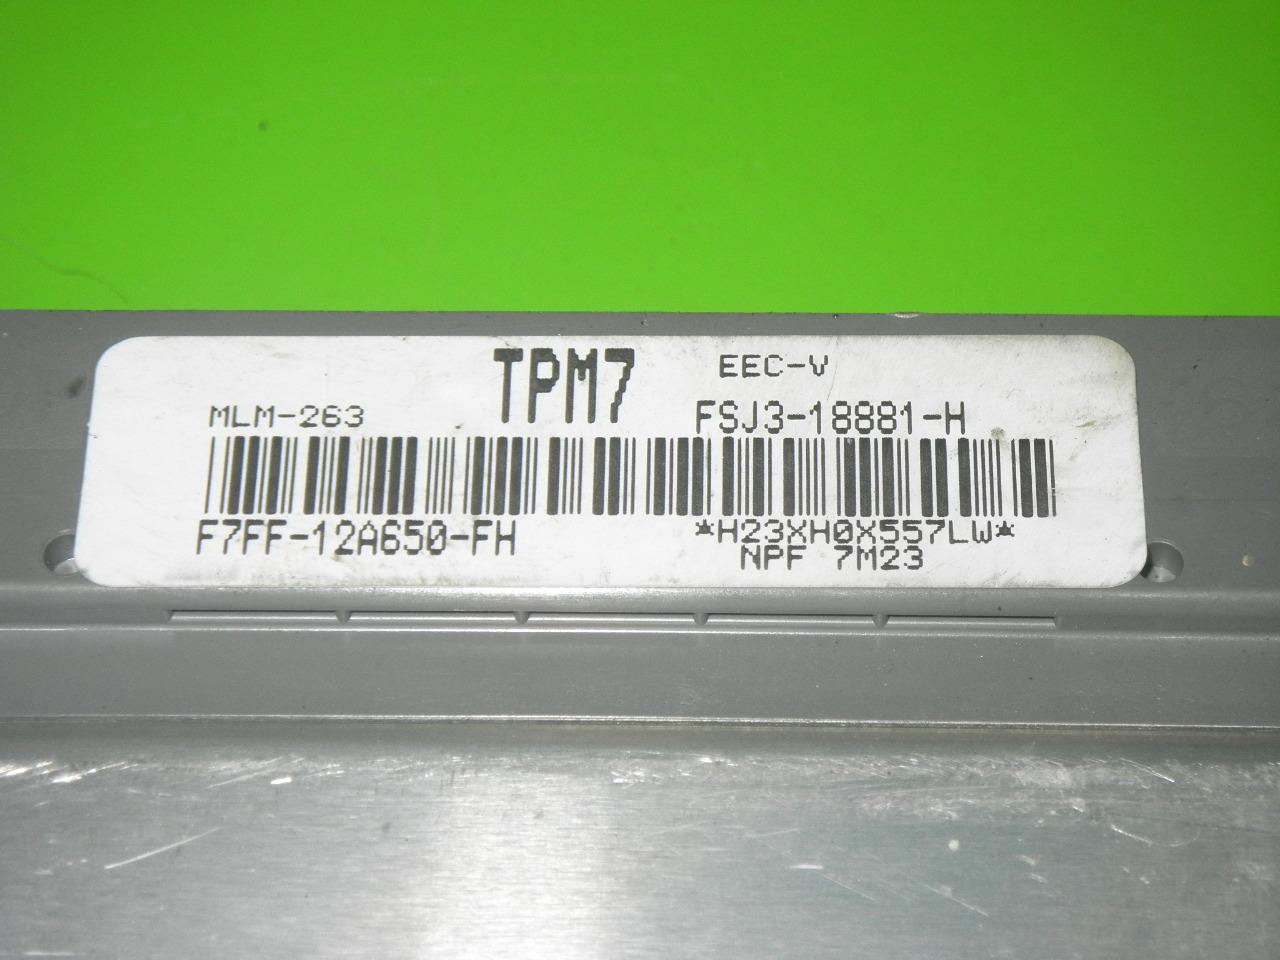 TPM7 EEC-V
MLM-263 FSJ3-18881-H
F7FF-12A650-FH *H23XH0X557LW*
NPF 7M23